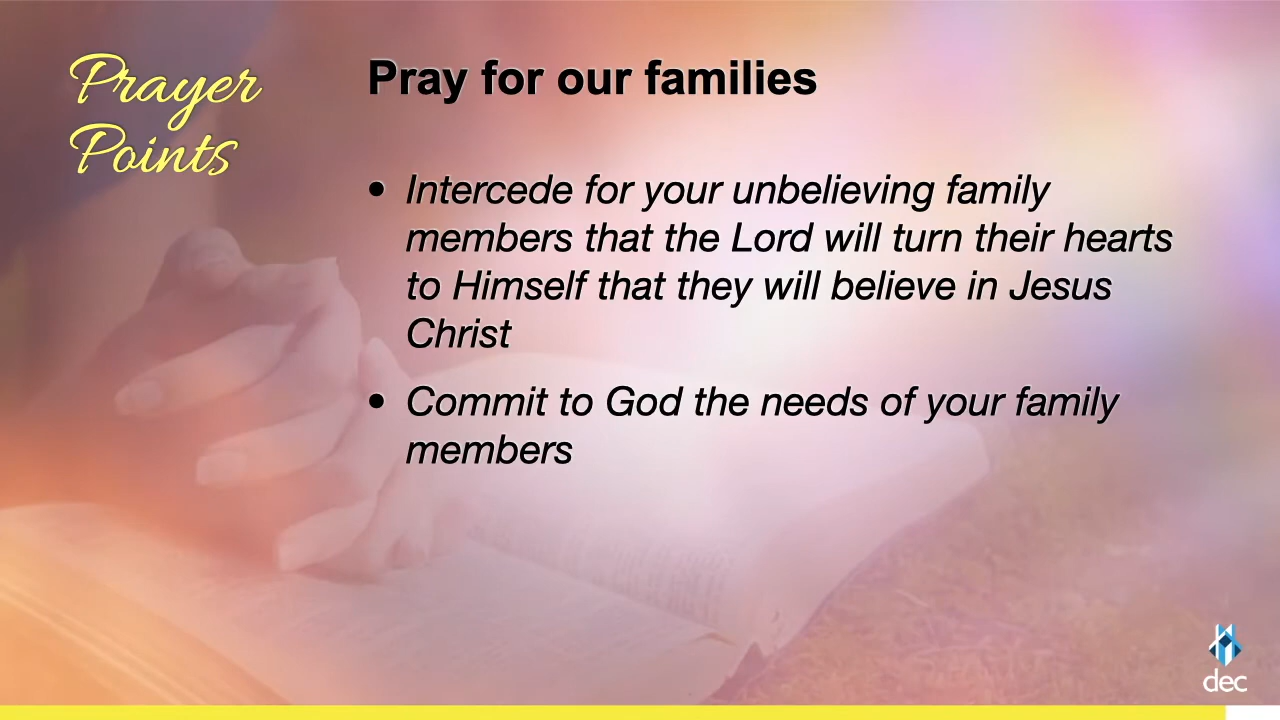 Prayer
Points
Pray for our families
• Intercede for your unbelieving family
members that the Lord will turn their hearts
to Himself that they will believe in Jesus
Christ
• Commit to God the needs of your family
members
dec